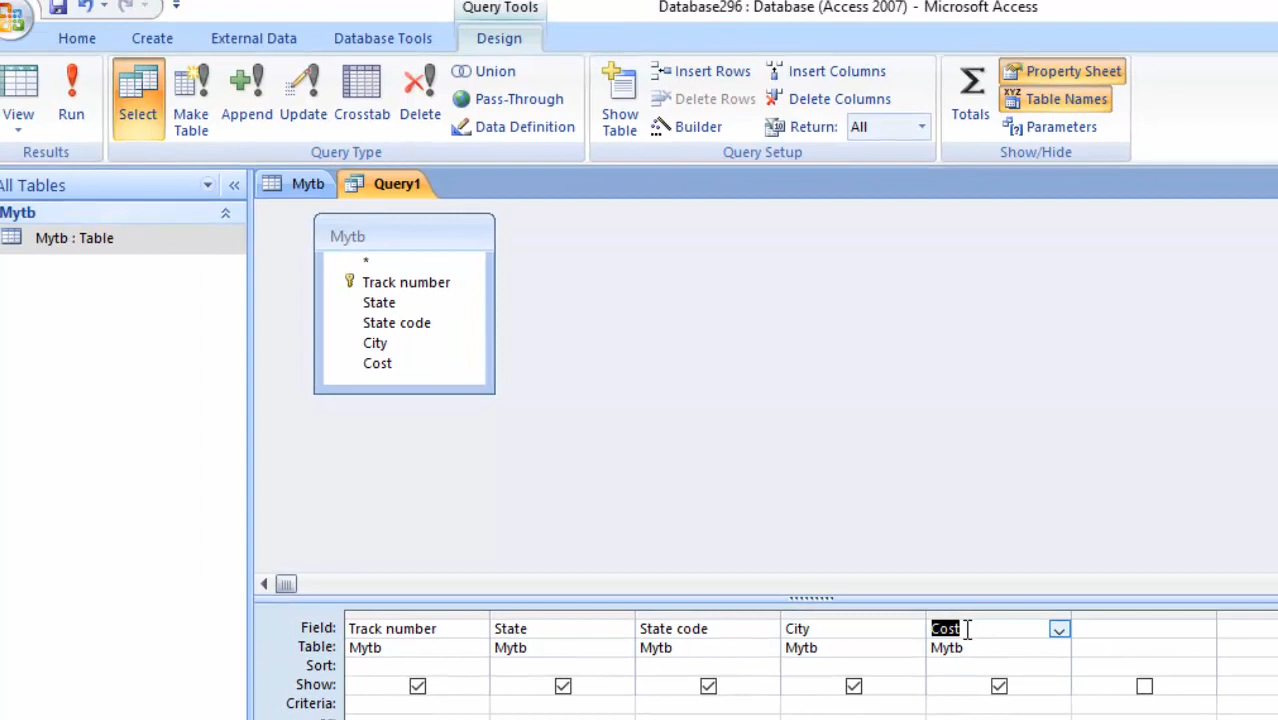 Query Tools
Database296 : Database (Access 2007) - Microsoft Access
Home Create External Data Database Tools Design
View
Run
Results
Select
Make Table
Append
Update
Crosstab
Delete
Union
Pass-Through
Data Definition
Query Type
Show Table
Insert Rows
Delete Rows
Builder
Insert Columns
Delete Columns
Return: All
Query Setup
Σ
Totals
Property Sheet
XYZ Table Names
Parameters
Show/Hide
All Tables
«
Mytb
Mytb : Table
Mytb Query1
Mytb
*
Track number
State
State code
City
Cost
Field: Track number State State code City Cost
Table: Mytb Mytb Mytb Mytb Mytb
Sort:
Show:
Criteria: